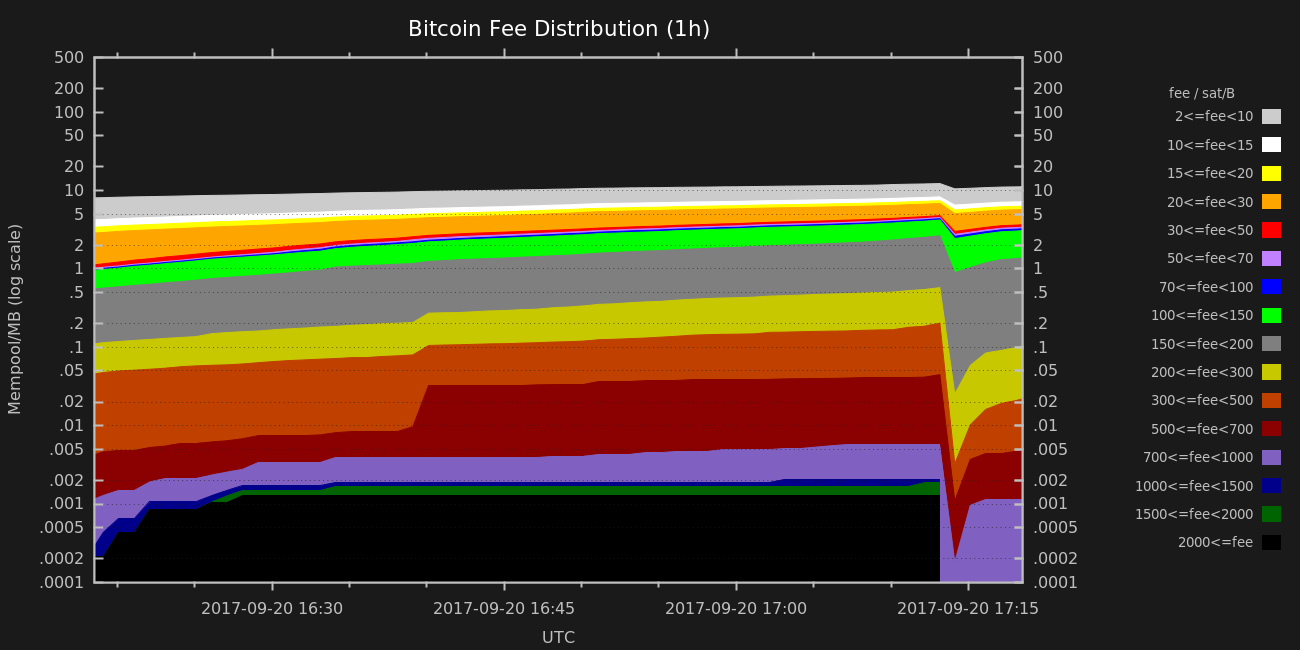 Bitcoin Fee Distribution (1h)
Mempool/MB (log scale)
500
200
100
50
20
10
5
2
1
.5
.2
.1
.05
.02
.01
.005
.002
.001
.0005
.0002
.0001
500
200
100
50
20
10
5
2
1
.5
.2
.1
.05
.02
.01
.005
.002
.001
.0005
.0002
.0001
2017-09-20 16:30 2017-09-20 16:45 2017-09-20 17:00 2017-09-20 17:15
UTC
fee / sat/B
2<=fee<10
10<=fee<15
15<=fee<20
20<=fee<30
30<=fee<50
50<=fee<70
70<=fee<100
100<=fee<150
150<=fee<200
200<=fee<300
300<=fee<500
500<=fee<700
700<=fee<1000
1000<=fee<1500
1500<=fee<2000
2000<=fee